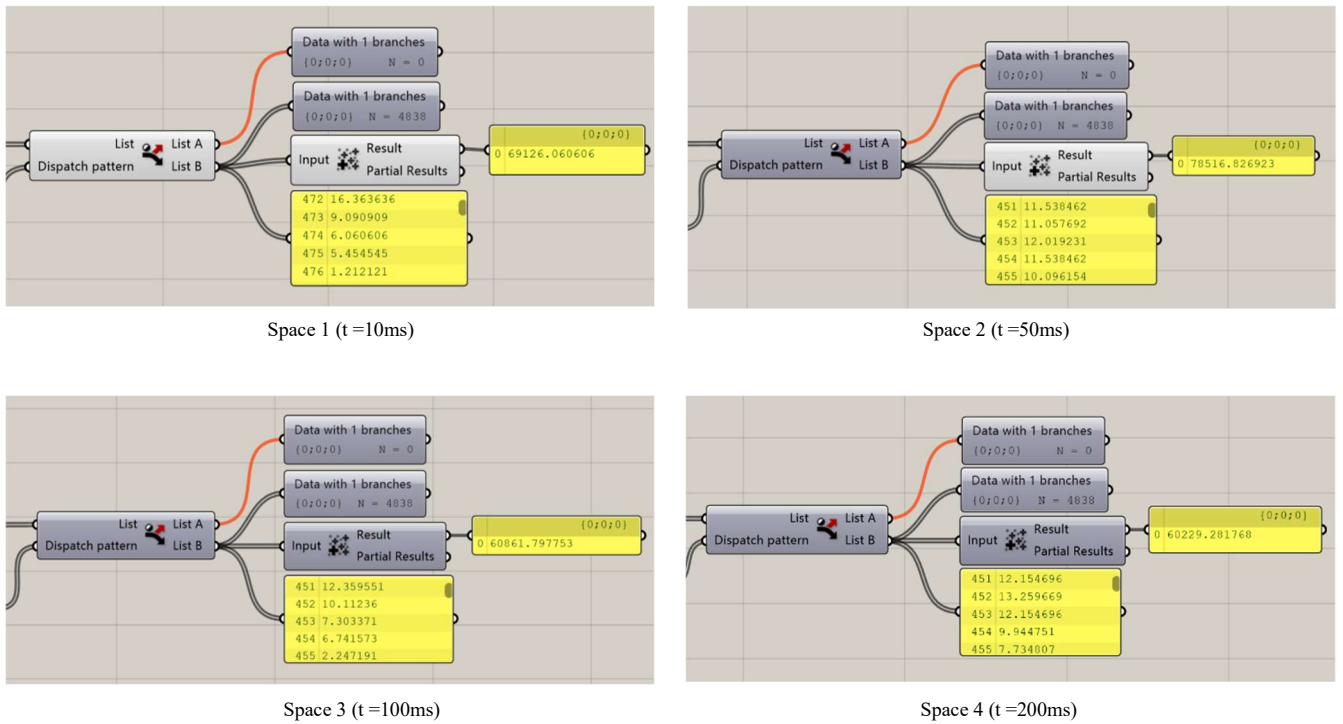 Data with 1 branches
{0;0;0} N = 0
Data with 1 branches
{0;0;0} N = 4838
List List A
Dispatch pattern List B
Input Result
Partial Results
{0;0;0}
0 69126.060606
472 16.363636
473 9.090909
474 6.060606
475 5.454545
476 1.212121
Space 1 (t =10ms)
Data with 1 branches
{0;0;0} N = 0
Data with 1 branches
{0;0;0} N = 4838
List List A
Dispatch pattern List B
Input Result
Partial Results
{0;0;0}
0 78516.826923
451 11.538462
452 11.057692
453 12.019231
454 11.538462
455 10.096154
Space 2 (t =50ms)
Data with 1 branches
{0;0;0} N = 0
Data with 1 branches
{0;0;0} N = 4838
List List A
Dispatch pattern List B
Input Result
Partial Results
{0;0;0}
0 60861.797753
451 12.359551
452 10.11236
453 7.303371
454 6.741573
455 2.247191
Space 3 (t =100ms)
Data with 1 branches
{0;0;0} N = 0
Data with 1 branches
{0;0;0} N = 4838
List List A
Dispatch pattern List B
Input Result
Partial Results
{0;0;0}
0 60229.281768
451 12.154696
452 13.259669
453 12.154696
454 9.944751
455 7.734807
Space 4 (t =200ms)